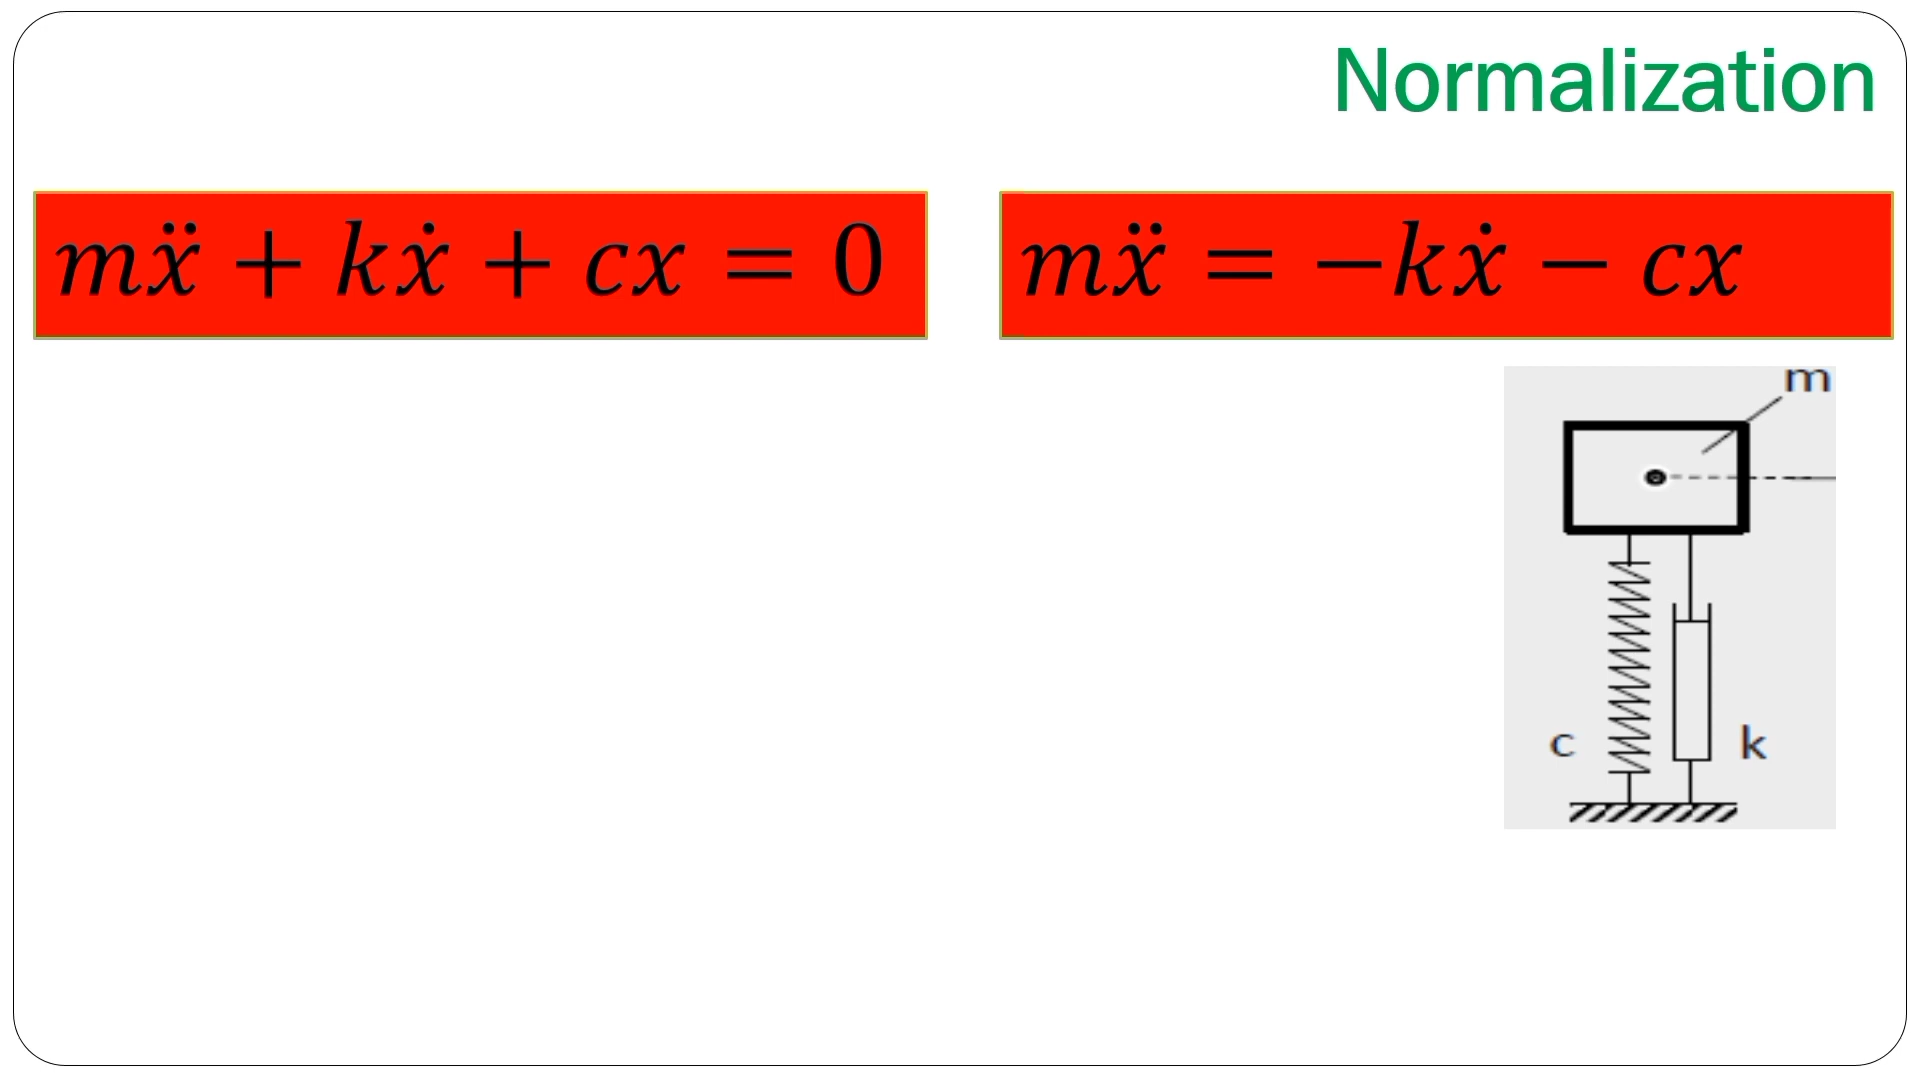 Normalization
mẍ + kẋ + cx = 0
mẍ = −kẋ − cx
m
c
k